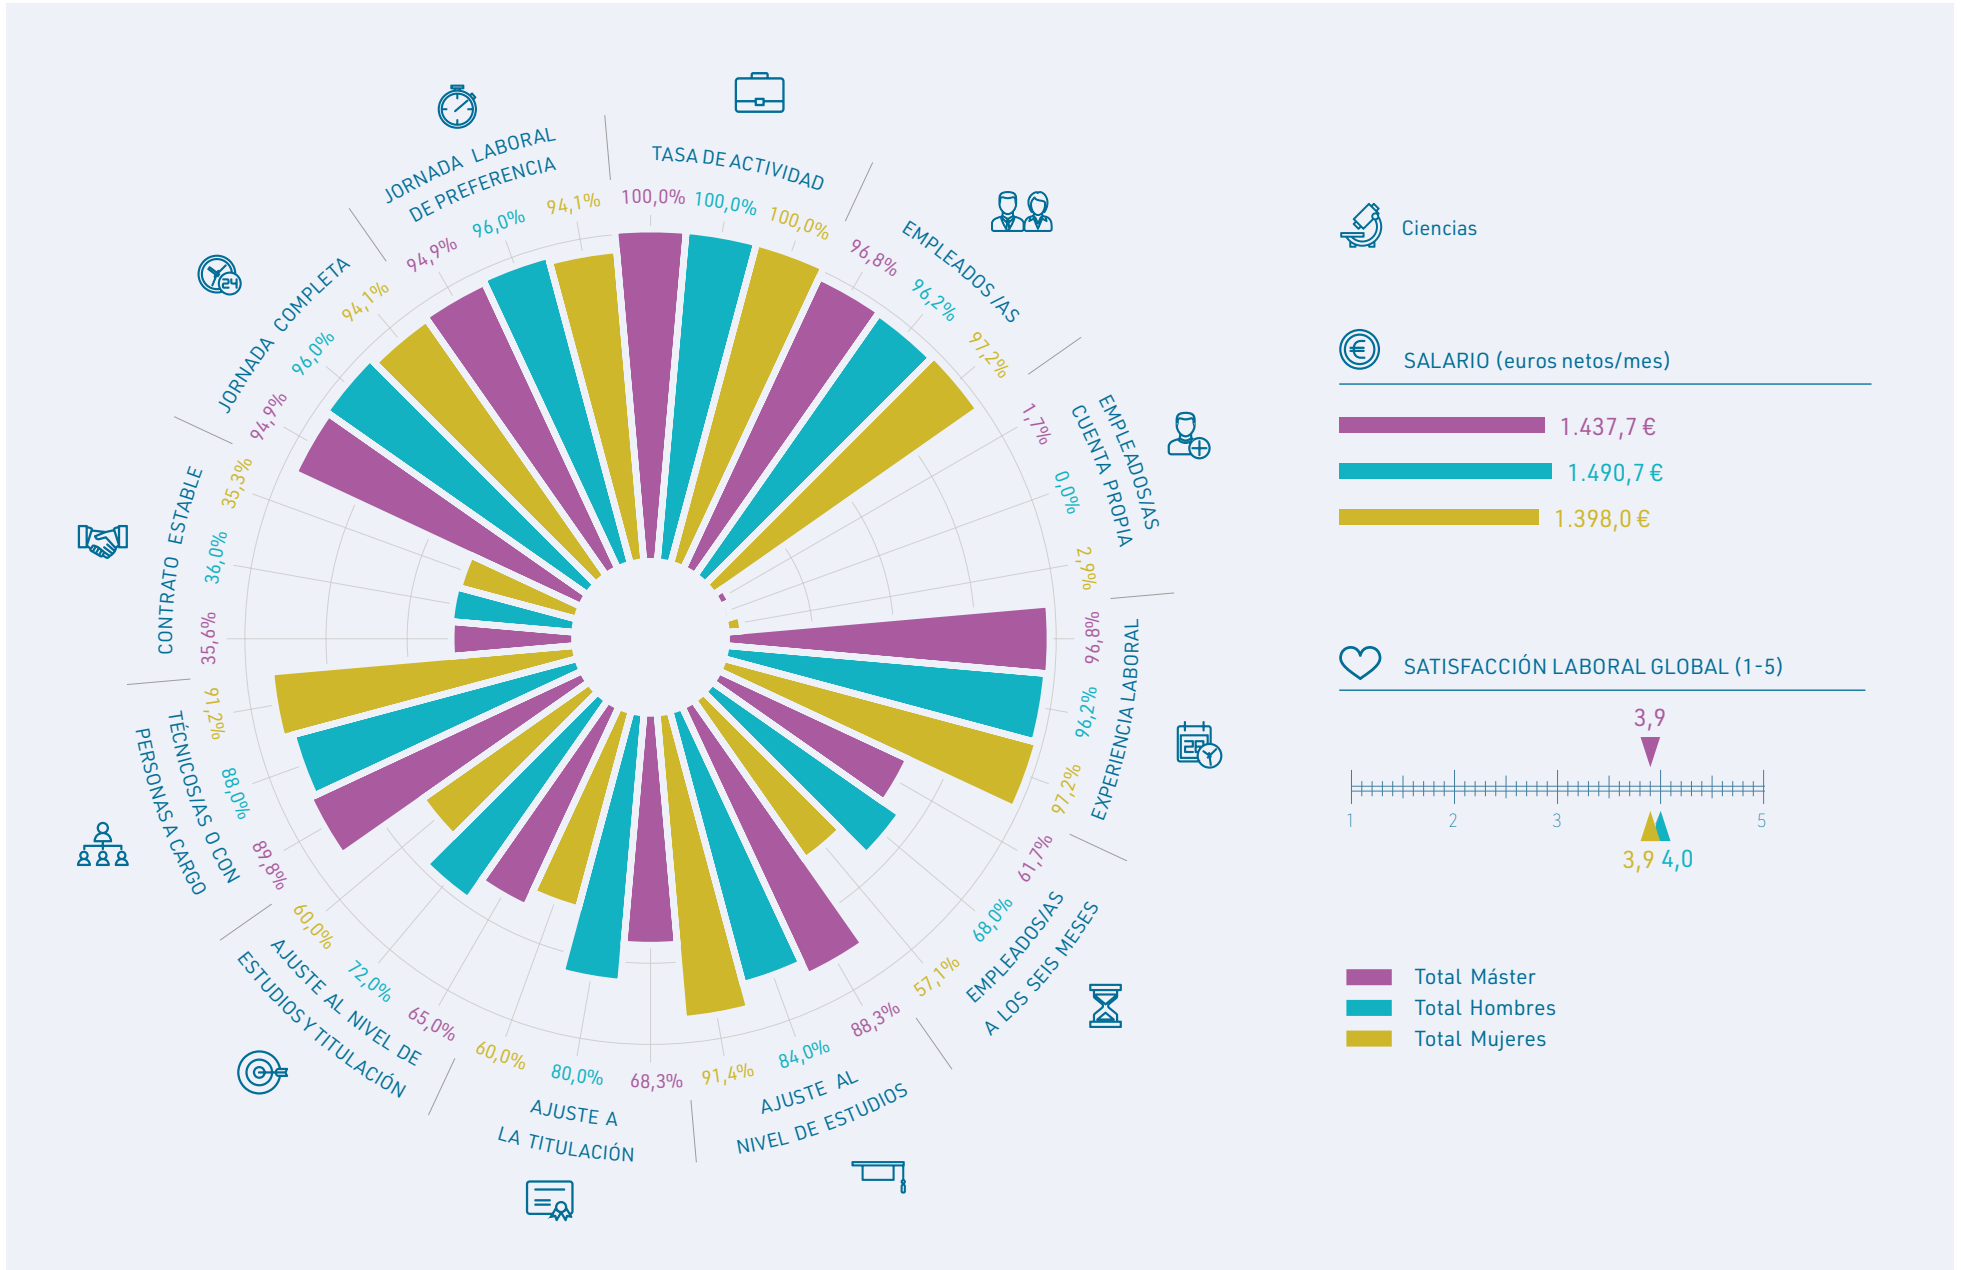 TASA DE ACTIVIDAD
100,0%
100,0%
100,0%
EMPLEADOS /AS
96,8%
96,2%
97,2%
EMPLEADOS/AS
CUENTA PROPIA
1,7%
0,0%
2,9%
EXPERIENCIA LABORAL
96,8%
96,2%
97,2%
EMPLEADOS/AS
A LOS SEIS MESES
61,7%
68,0%
57,1%
AJUSTE AL
NIVEL DE ESTUDIOS
88,3%
84,0%
91,4%
AJUSTE A
LA TITULACIÓN
68,3%
80,0%
60,0%
AJUSTE AL NIVEL DE
ESTUDIOS Y TITULACIÓN
65,0%
72,0%
60,0%
TÉCNICOS/AS O CON
PERSONAS A CARGO
89,8%
88,0%
91,2%
CONTRATO ESTABLE
35,6%
36,0%
35,3%
JORNADA COMPLETA
94,9%
96,0%
94,1%
JORNADA LABORAL
DE PREFERENCIA
94,9%
96,0%
94,1%
24
Ciencias
€
SALARIO (euros netos/mes)
1.437,7 €
1.490,7 €
1.398,0 €
SATISFACCIÓN LABORAL GLOBAL (1-5)
3,9
1 2 3 5
3,9 4,0
Total Máster
Total Hombres
Total Mujeres